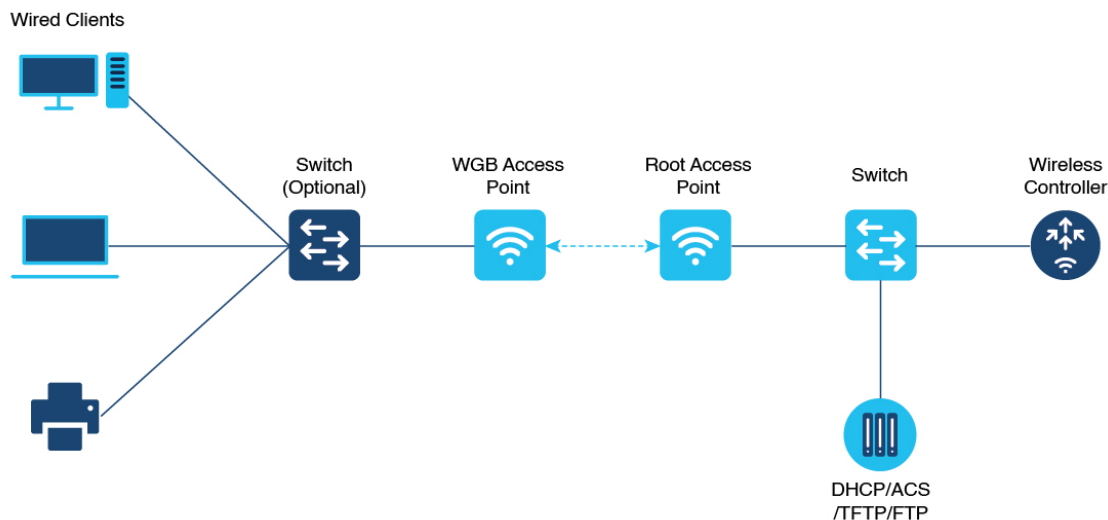 Wired Clients
Switch
(Optional)
WGB Access
Point
Root Access
Point
Switch
Wireless
Controller
DHCP/ACS
/TFTP/FTP